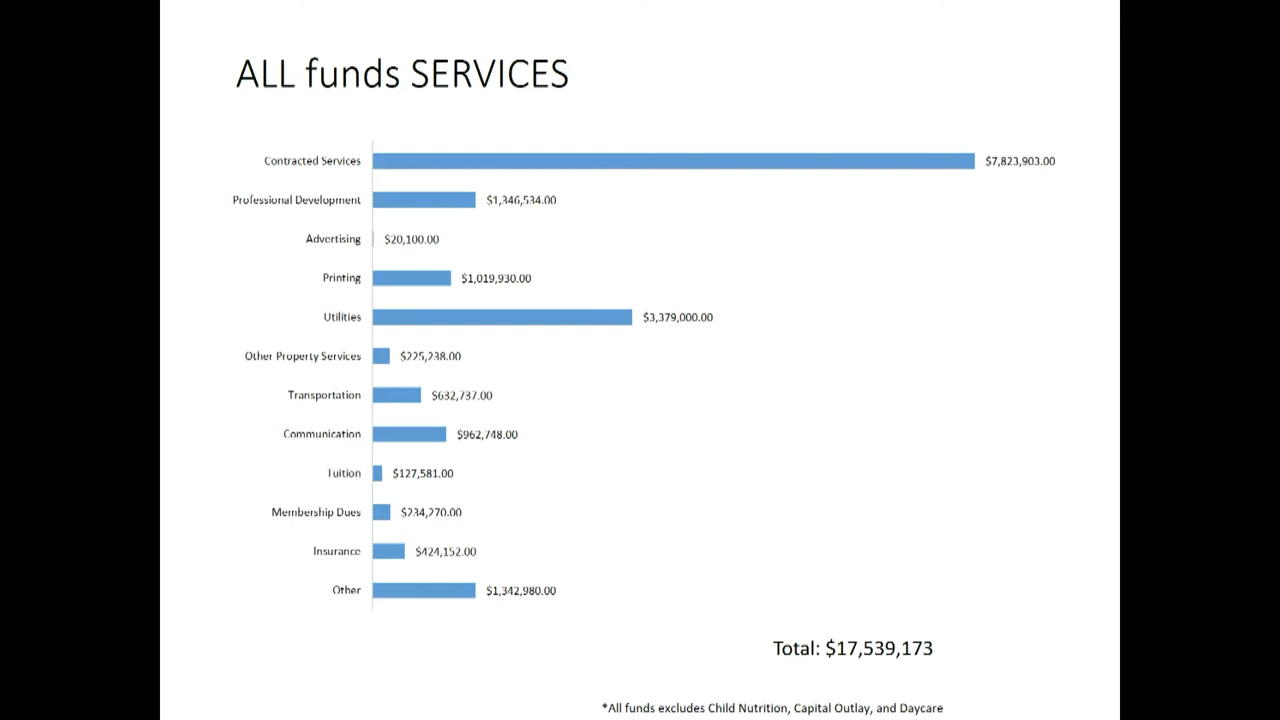 ALL funds SERVICES
Contracted Services $7,823,903.00
Professional Development $1,346,534.00
Advertising $20,100.00
Printing $1,019,930.00
Utilities $3,379,000.00
Other Property Services $225,238.00
Transportation $632,737.00
Communication $962,748.00
Tuition $127,581.00
Membership Dues $234,270.00
Insurance $424,152.00
Other $1,342,980.00
Total: $17,539,173
*All funds excludes Child Nutrition, Capital Outlay, and Daycare